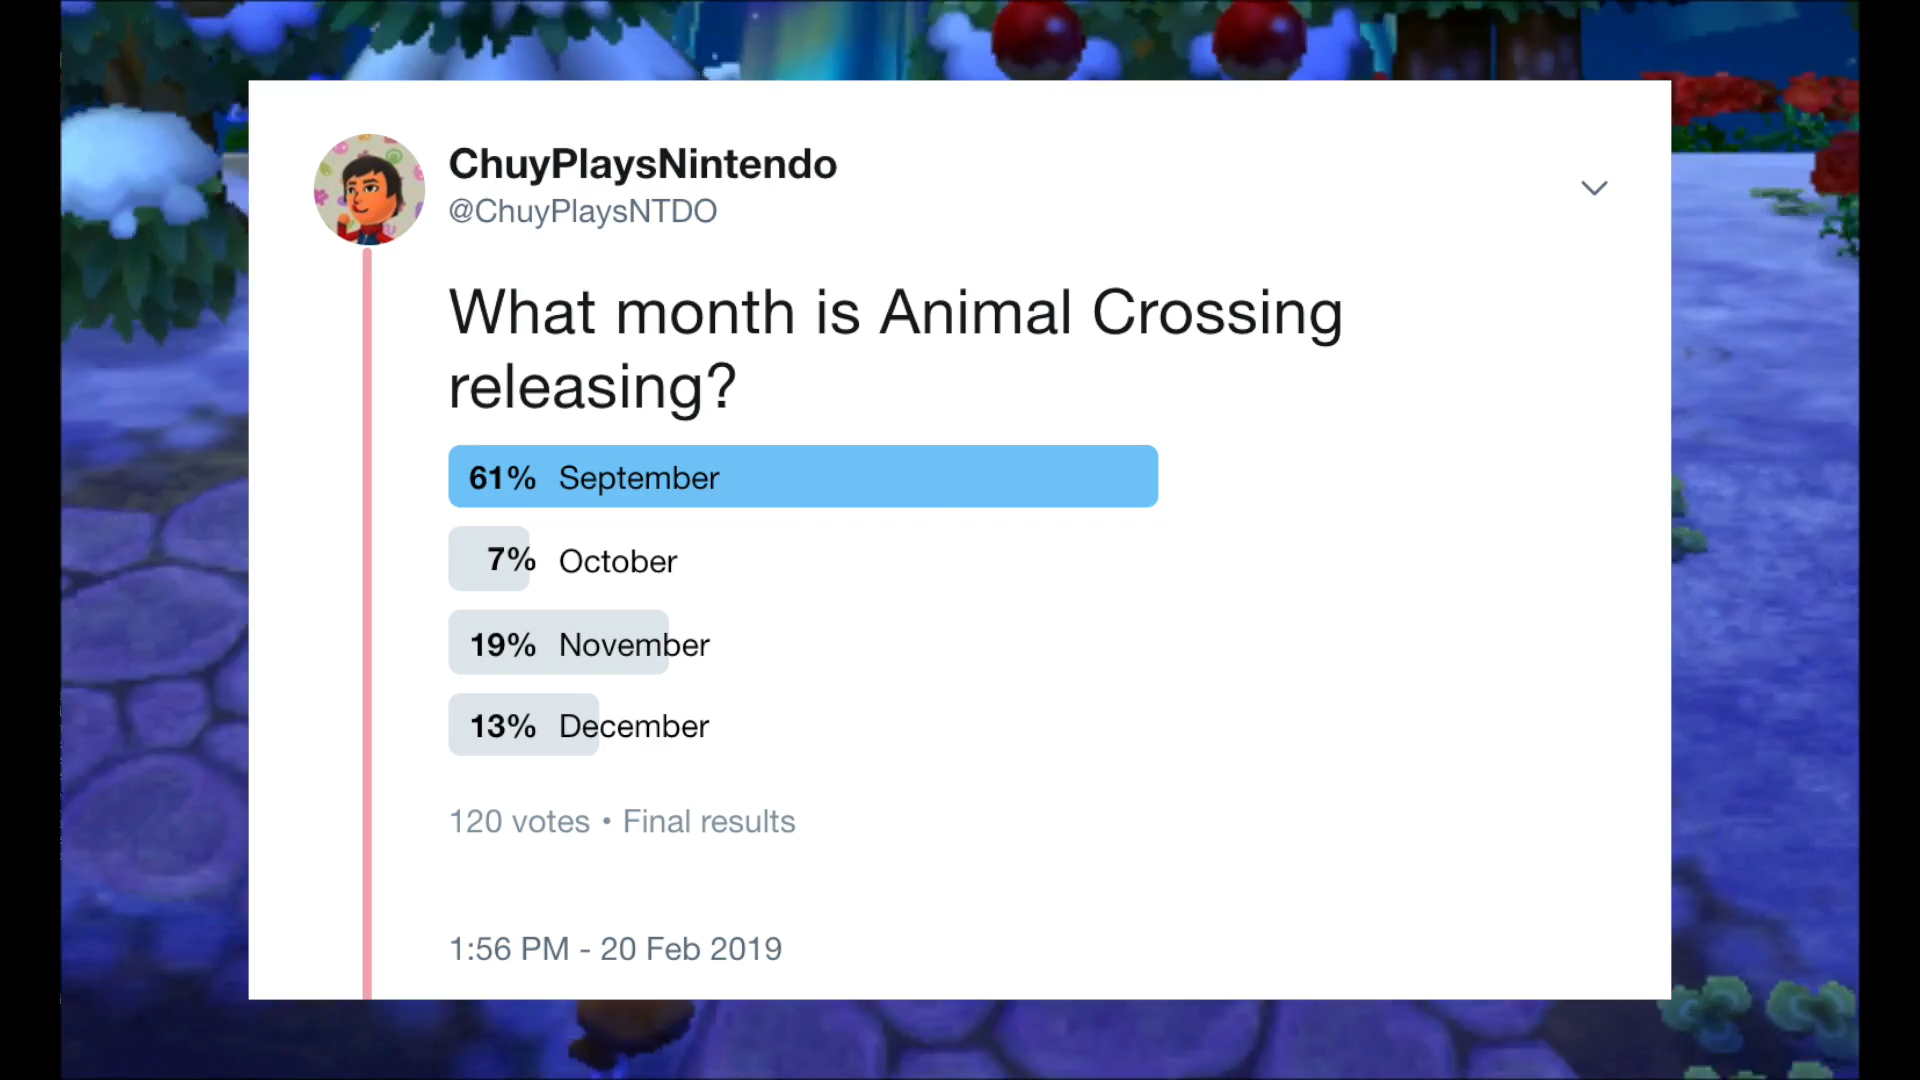 ChuyPlaysNintendo
@ChuyPlaysNTDO
What month is Animal Crossing
releasing?
61% September
7% October
19% November
13% December
120 votes • Final results
1:56 PM - 20 Feb 2019